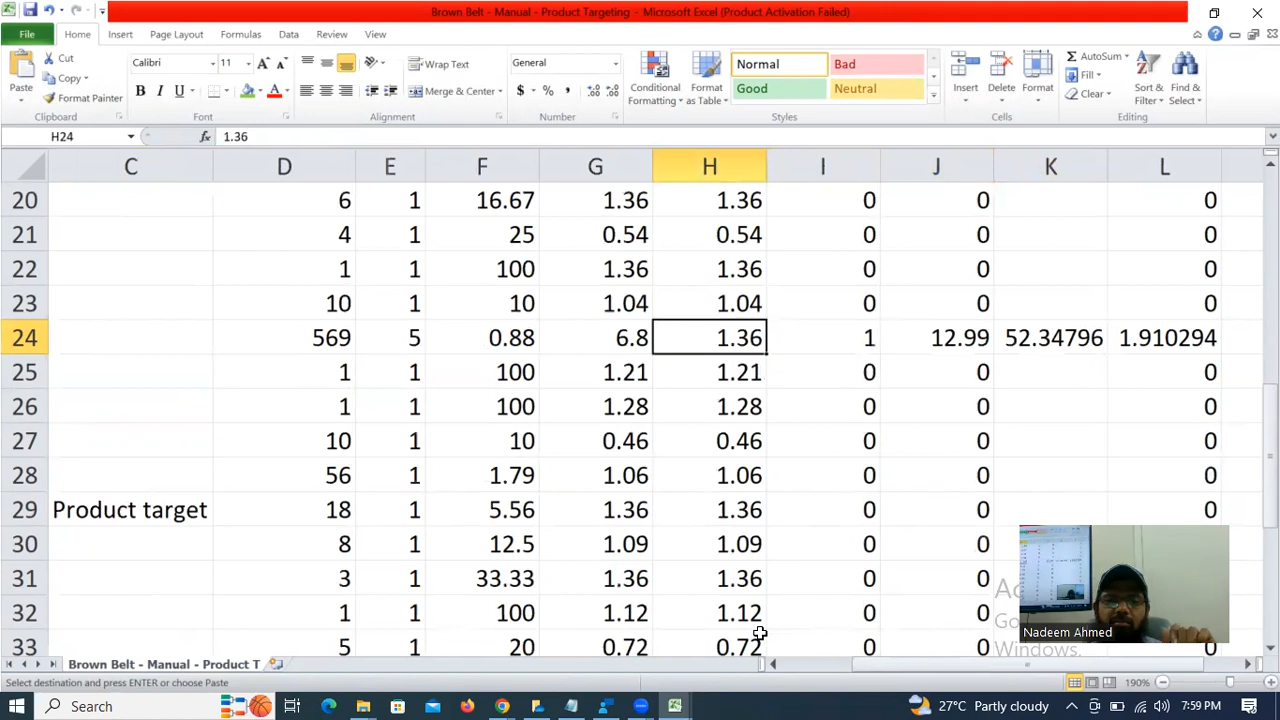 Brown Belt - Manual - Product Targeting - Microsoft Excel (Product Activation Failed)
File Home Insert Page Layout Formulas Data Review View
Paste Cut Copy Format Painter
Clipboard
Calibri 11
B I U
Font
Wrap Text
Merge & Center
Alignment
General
$ % ,
Number
Conditional Formatting Format as Table
Normal Bad
Good Neutral
Styles
Insert Delete Format
Cells
AutoSum
Fill
Clear
Sort & Filter Find & Select
Editing
H24 fx 1.36
C D E F G H I J K L
20 6 1 16.67 1.36 1.36 0 0 0
21 4 1 25 0.54 0.54 0 0 0
22 1 1 100 1.36 1.36 0 0 0
23 10 1 10 1.04 1.04 0 0 0
24 569 5 0.88 6.8 1.36 1 12.99 52.34796 1.910294
25 1 1 100 1.21 1.21 0 0 0
26 1 1 100 1.28 1.28 0 0 0
27 10 1 10 0.46 0.46 0 0 0
28 56 1 1.79 1.06 1.06 0 0 0
29 Product target 18 1 5.56 1.36 1.36 0 0 0
30 8 1 12.5 1.09 1.09 0 0
31 3 1 33.33 1.36 1.36 0 0
32 1 1 100 1.12 1.12 0 0
33 5 1 20 0.72 0.72 0 0
Nadeem Ahmed
Windows.
Brown Belt - Manual - Product T
Select destination and press ENTER or choose Paste 190%
Search 27°C Partly cloudy 7:59 PM